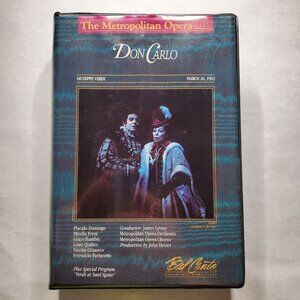 The Metropolitan Opera
DON CARLO
GIUSEPPE VERDI
MARCH 26, 1983
Placido Domingo
Mirella Freni
Grace Bumbry
Louis Quilico
Nicolai Ghiaurov
Ferruccio Furlanetto
Conductor: James Levine
Metropolitan Opera Orchestra
Metropolitan Opera Chorus
Production by John Dexter
Plus Special Program
"Verdi at Sant'Agata"
Bel Canto